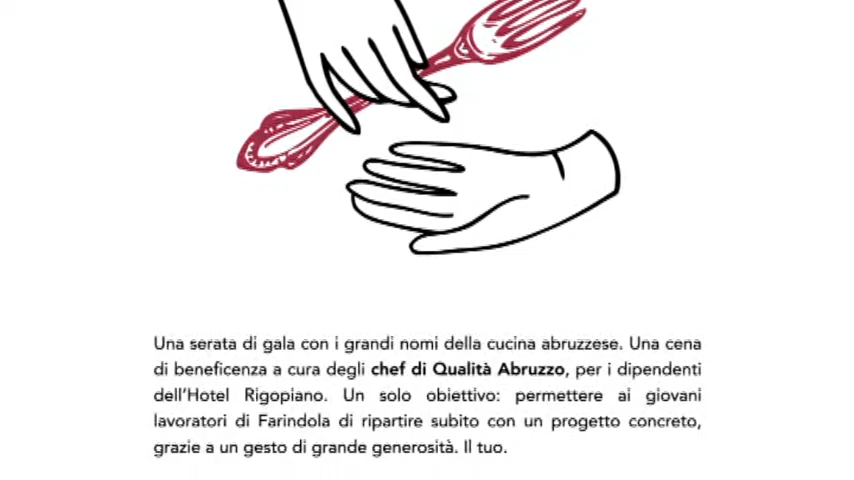 Una serata di gala con i grandi nomi della cucina abruzzese. Una cena
di beneficenza a cura degli chef di Qualità Abruzzo, per i dipendenti
dell'Hotel Rigopiano. Un solo obiettivo: permettere ai giovani
lavoratori di Farindola di ripartire subito con un progetto concreto,
grazie a un gesto di grande generosità. Il tuo.